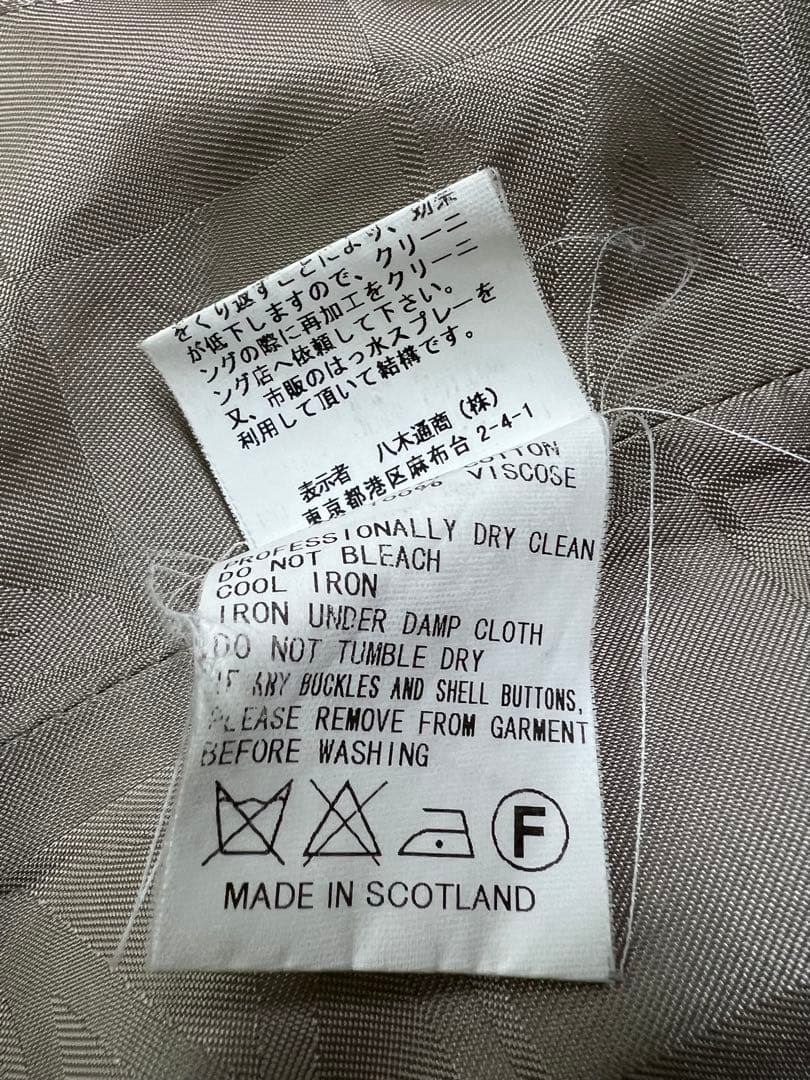 をくり返すことにより、効果
が低下しますので、クリーニ
ングの際に再加工をクリーニ
ング店へ依頼して下さい。
又、市販のはっ水スプレーを
利用して頂いて結構です。
表示者 八木通商(株)
東京都港区麻布台 2-4-1
COTTON
VISCOSE
PROFESSIONALLY DRY CLEAN
DO NOT BLEACH
COOL IRON
IRON UNDER DAMP CLOTH
DO NOT TUMBLE DRY
IF ANY BUCKLES AND SHELL BUTTONS,
PLEASE REMOVE FROM GARMENT
BEFORE WASHING
F
MADE IN SCOTLAND